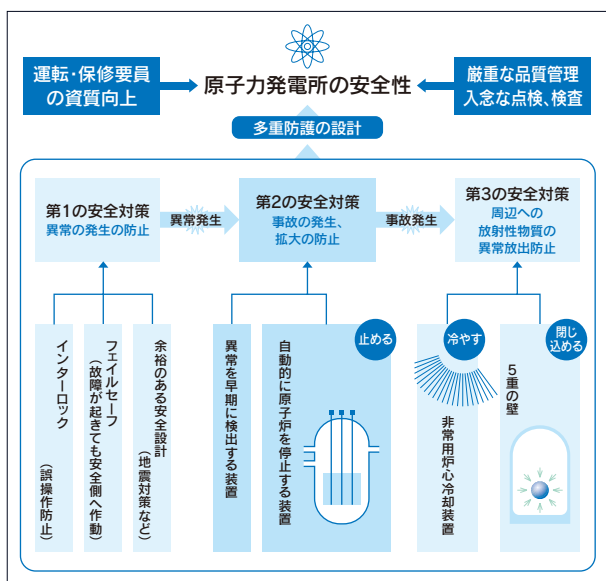 運転・保修要員
の資質向上
原子力発電所の安全性
厳重な品質管理
入念な点検、検査
多重防護の設計
第1の安全対策
異常の発生の防止
異常発生
第2の安全対策
事故の発生、
拡大の防止
事故発生
第3の安全対策
周辺への
放射性物質の
異常放出防止
インターロック
(誤操作防止)
フェイルセーフ
(故障が起きても安全側へ作動)
余裕のある安全設計
(地震対策など)
異常を早期に検出する装置
自動的に原子炉を停止する装置
止める
冷やす
非常用炉心冷却装置
閉じ
込める
5重の壁